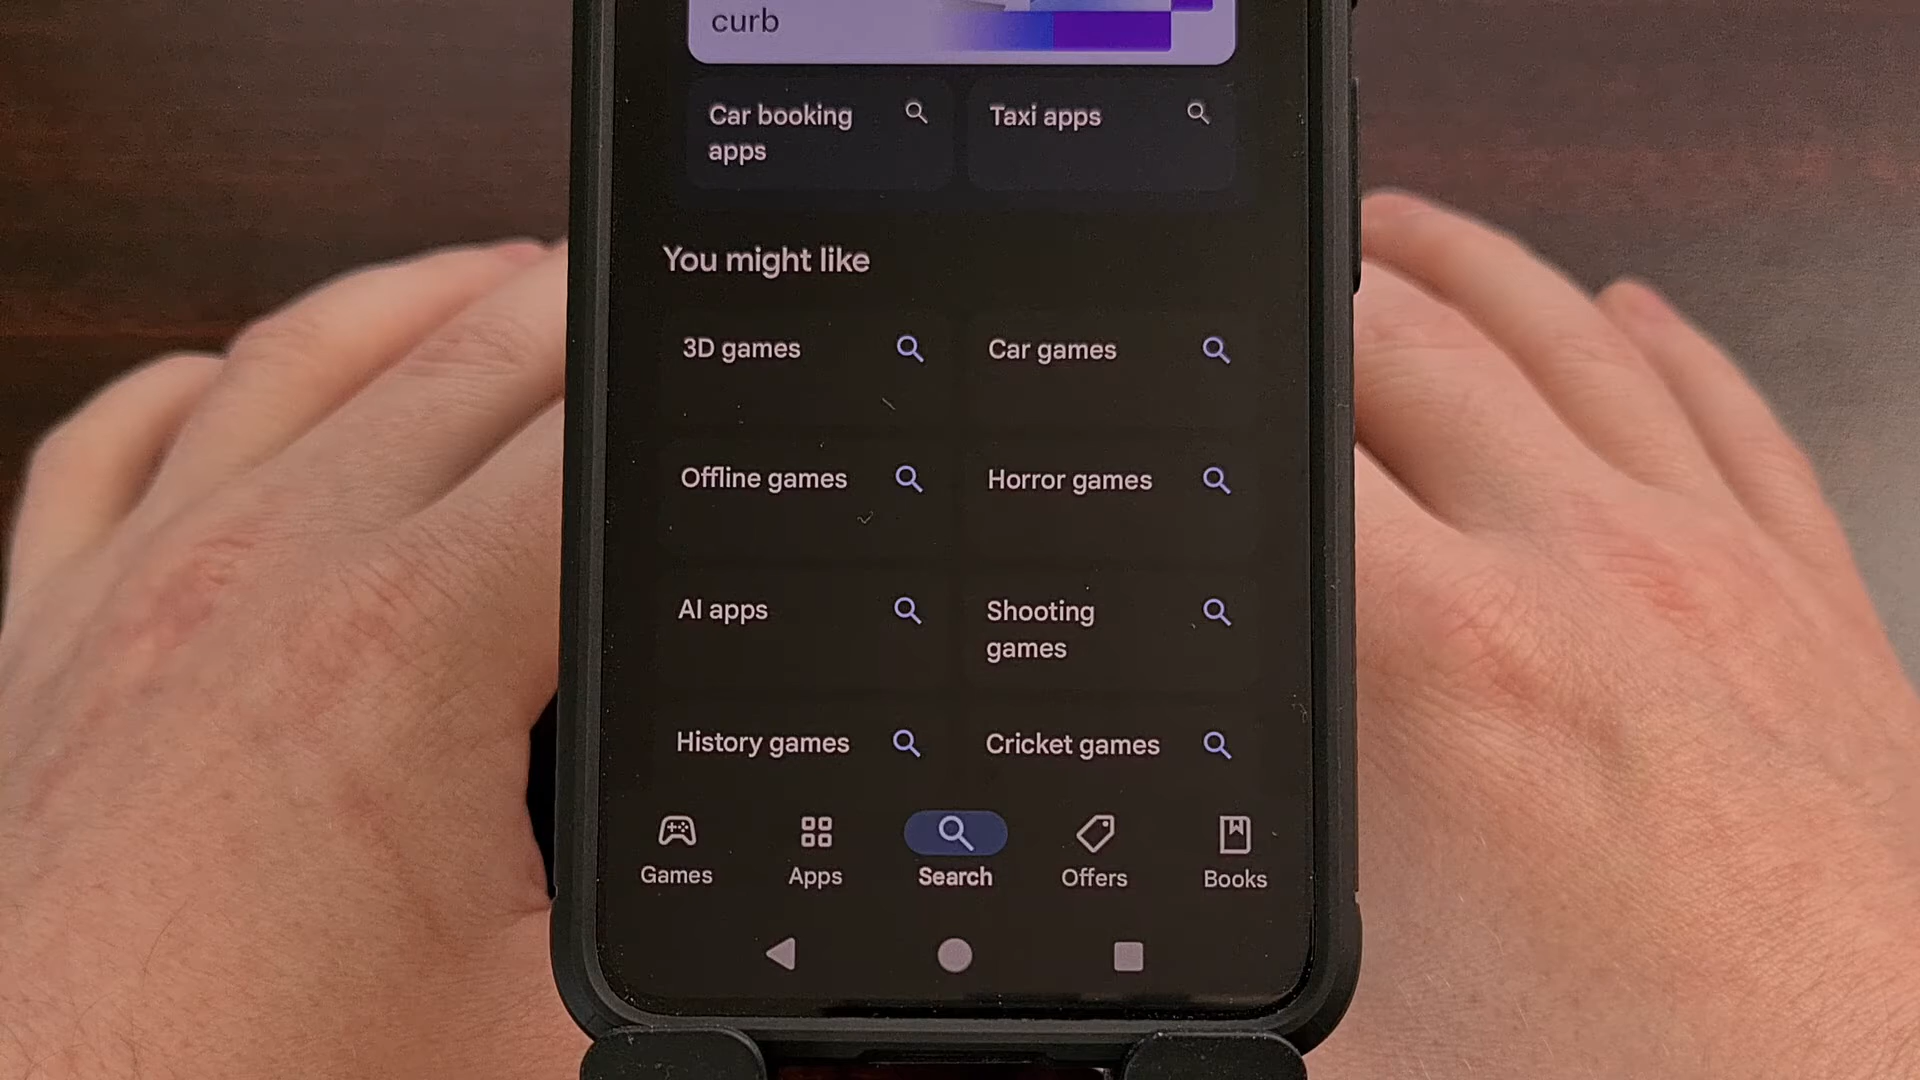 curb
Car booking
apps
Taxi apps
You might like
3D games
Car games
Offline games
Horror games
AI apps
Shooting
games
History games
Cricket games
Games
Apps
Search
Offers
Books